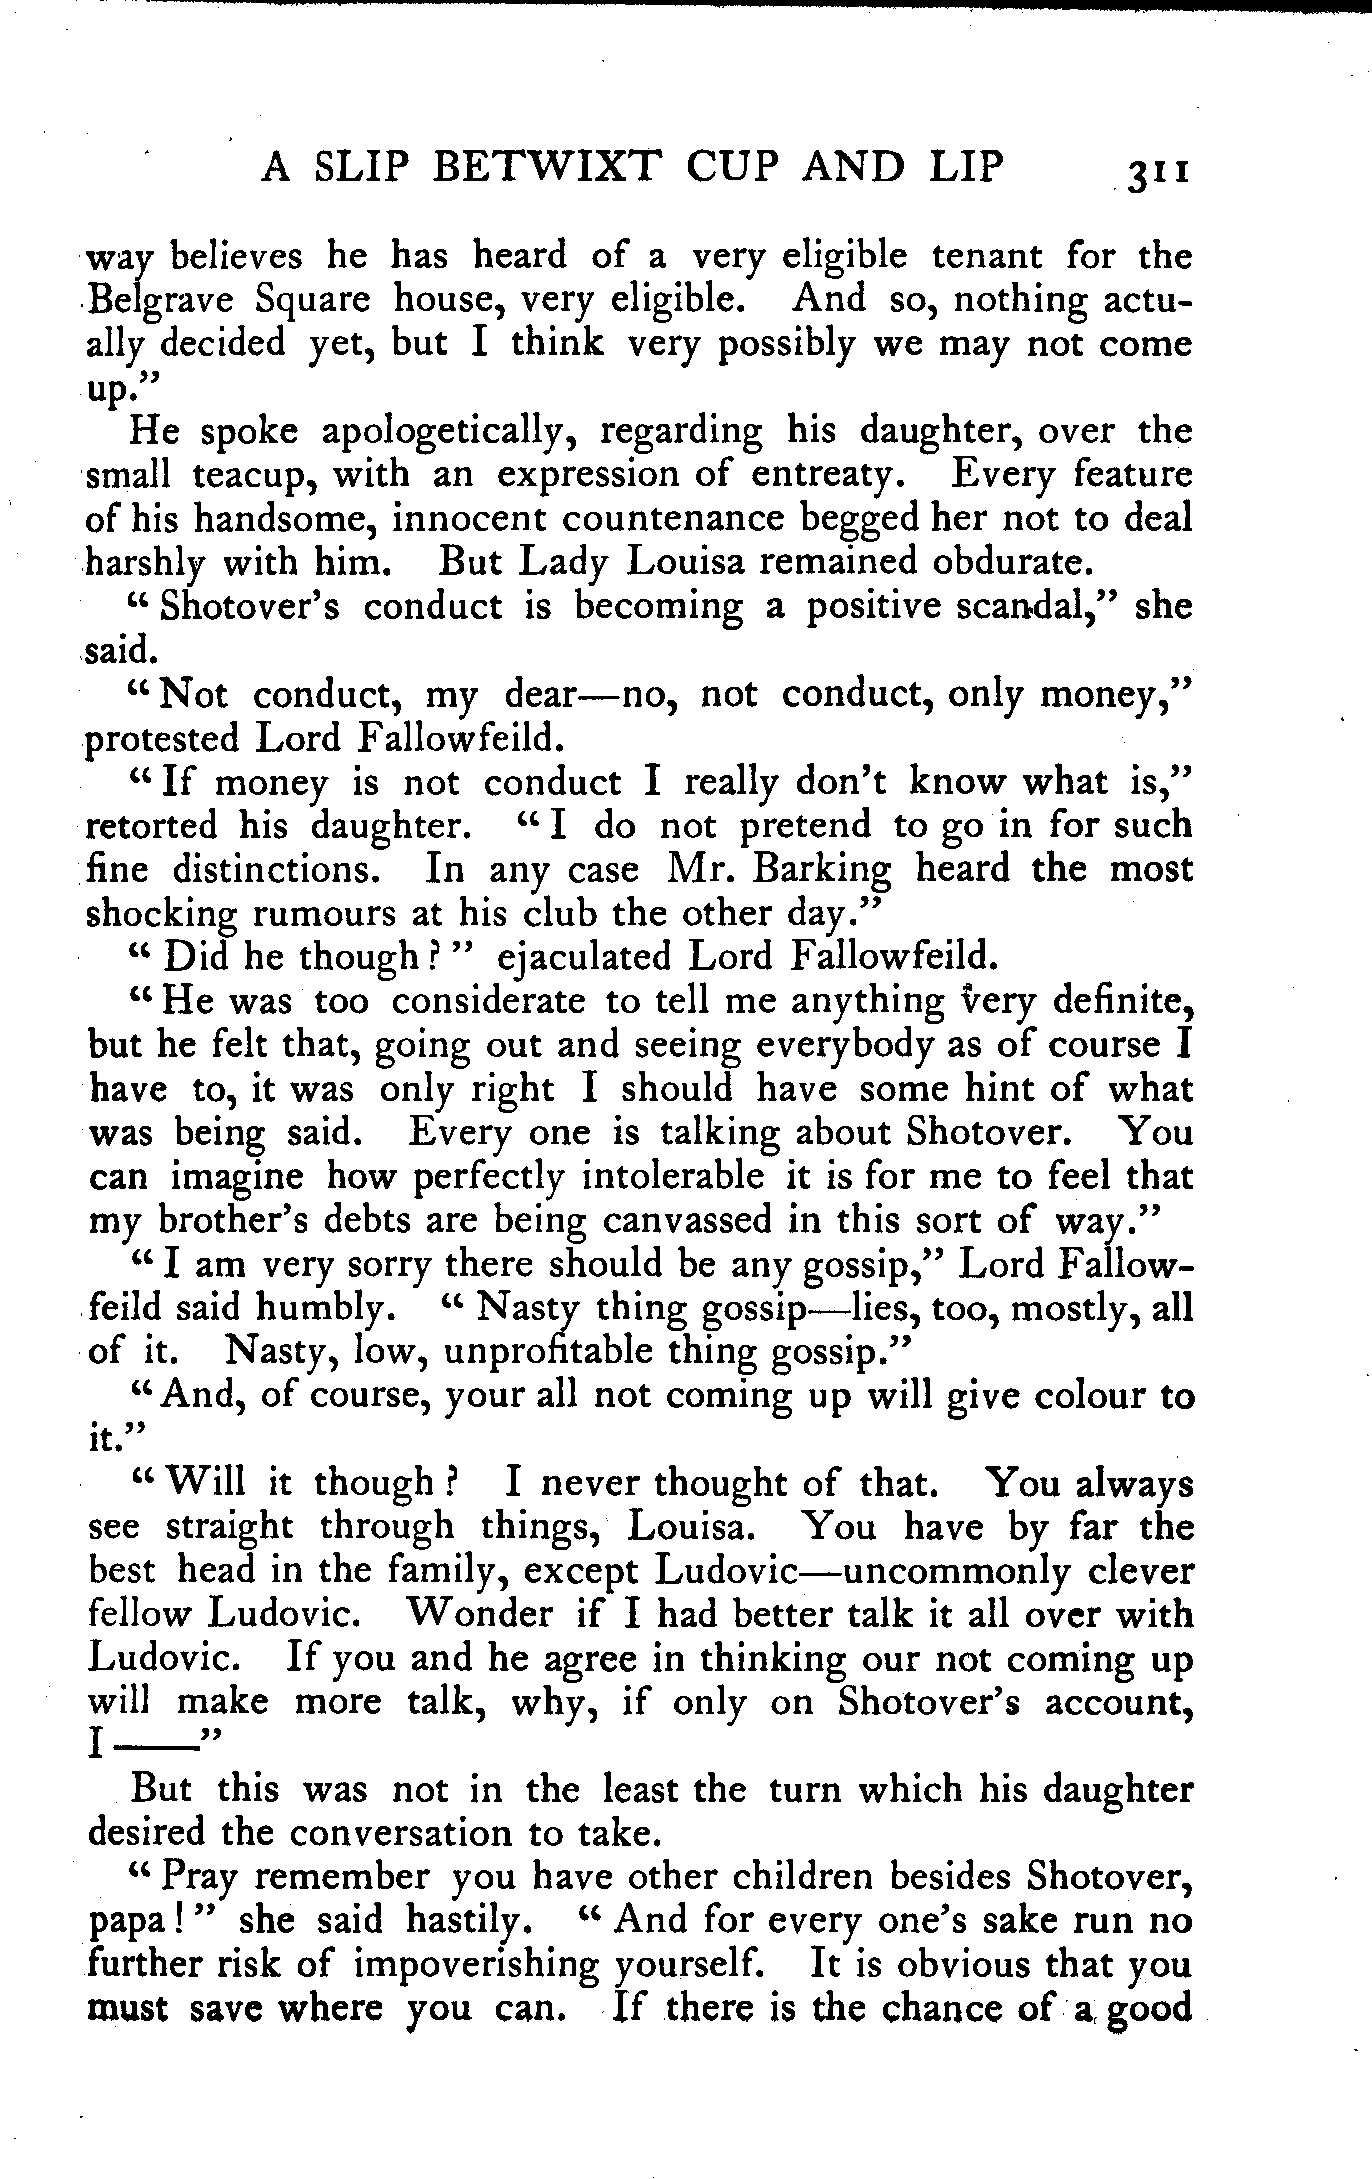 A SLIP BETWIXT CUP AND LIP 311
way believes he has heard of a very eligible tenant for the
Belgrave Square house, very eligible. And so, nothing actu-
ally decided yet, but I think very possibly we may not come
up."
He spoke apologetically, regarding his daughter, over the
small teacup, with an expression of entreaty. Every feature
of his handsome, innocent countenance begged her not to deal
harshly with him. But Lady Louisa remained obdurate.
"Shotover's conduct is becoming a positive scandal," she
said.
"Not conduct, my dear—no, not conduct, only money,"
protested Lord Fallowfeild.
"If money is not conduct I really don't know what is,"
retorted his daughter. "I do not pretend to go in for such
fine distinctions. In any case Mr. Barking heard the most
shocking rumours at his club the other day."
"Did he though?" ejaculated Lord Fallowfeild.
"He was too considerate to tell me anything very definite,
but he felt that, going out and seeing everybody as of course I
have to, it was only right I should have some hint of what
was being said. Every one is talking about Shotover. You
can imagine how perfectly intolerable it is for me to feel that
my brother's debts are being canvassed in this sort of way."
"I am very sorry there should be any gossip," Lord Fallow-
feild said humbly. "Nasty thing gossip—lies, too, mostly, all
of it. Nasty, low, unprofitable thing gossip."
"And, of course, your all not coming up will give colour to
it."
"Will it though? I never thought of that. You always
see straight through things, Louisa. You have by far the
best head in the family, except Ludovic—uncommonly clever
fellow Ludovic. Wonder if I had better talk it all over with
Ludovic. If you and he agree in thinking our not coming up
will make more talk, why, if only on Shotover's account,
I——"
But this was not in the least the turn which his daughter
desired the conversation to take.
"Pray remember you have other children besides Shotover,
papa!" she said hastily. "And for every one's sake run no
further risk of impoverishing yourself. It is obvious that you
must save where you can. If there is the chance of a good